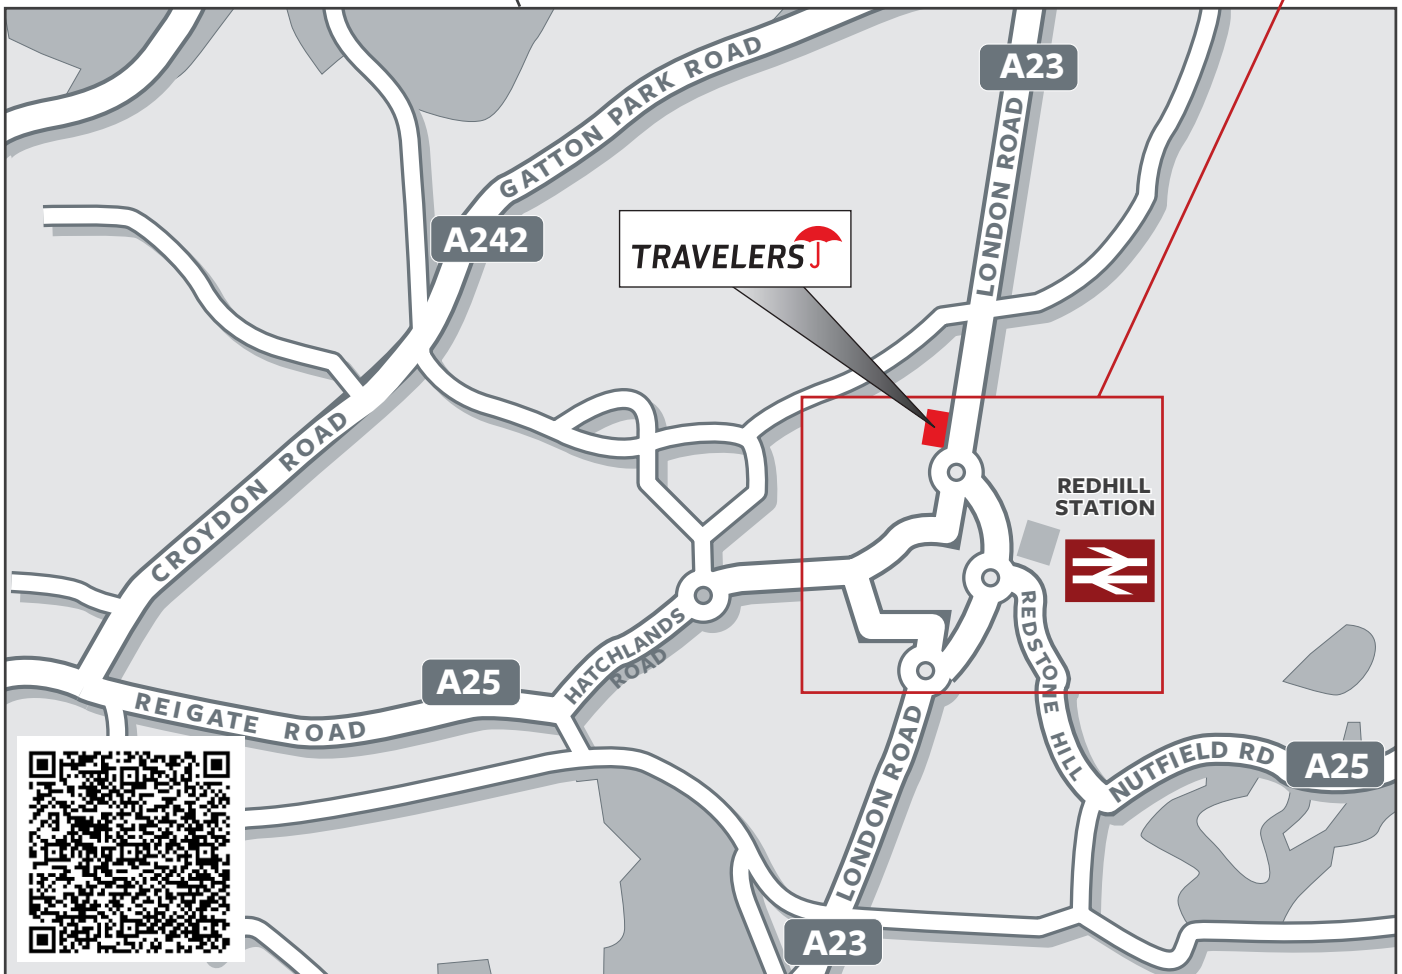 A23
GATTON PARK ROAD
LONDON ROAD
A242
TRAVELERS
CROYDON ROAD
REDHILL
STATION
HATCHLANDS
ROAD
REDSTONE HILL
A25
REIGATE ROAD
LONDON ROAD
NUTFIELD RD
A25
A23